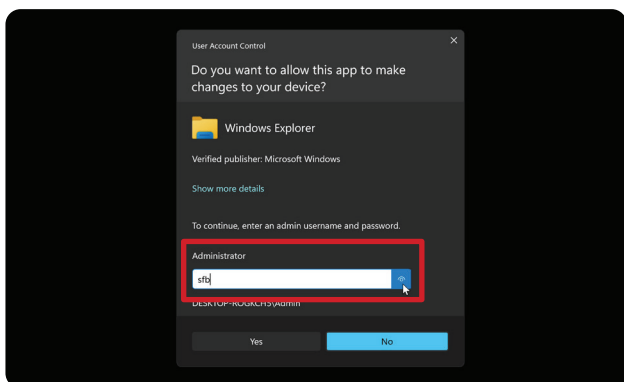 User Account Control
Do you want to allow this app to make
changes to your device?
Windows Explorer
Verified publisher: Microsoft Windows
Show more details
To continue, enter an admin username and password.
Administrator
sfb
DESKTOP-ROGKCHS\Admin
Yes
No